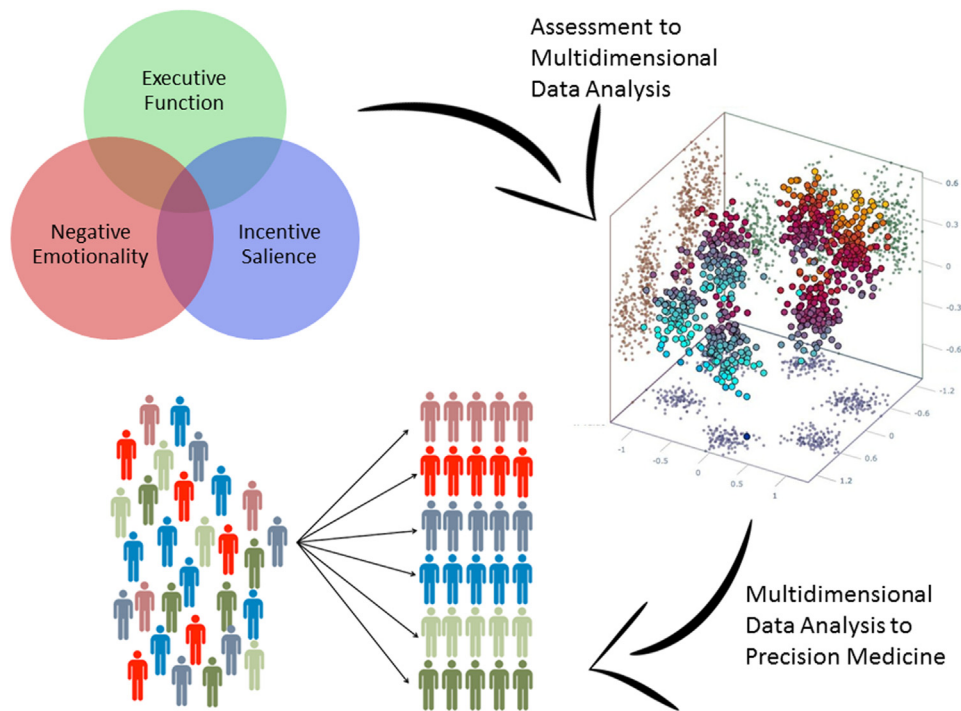 Executive
Function
Negative
Emotionality
Incentive
Salience
Assessment to
Multidimensional
Data Analysis
0.6
0.3
0
-0.3
-0.6
-1.2
-0.6
0
0.6
1.2
-1
-0.5
0
0.5
1
Multidimensional
Data Analysis to
Precision Medicine